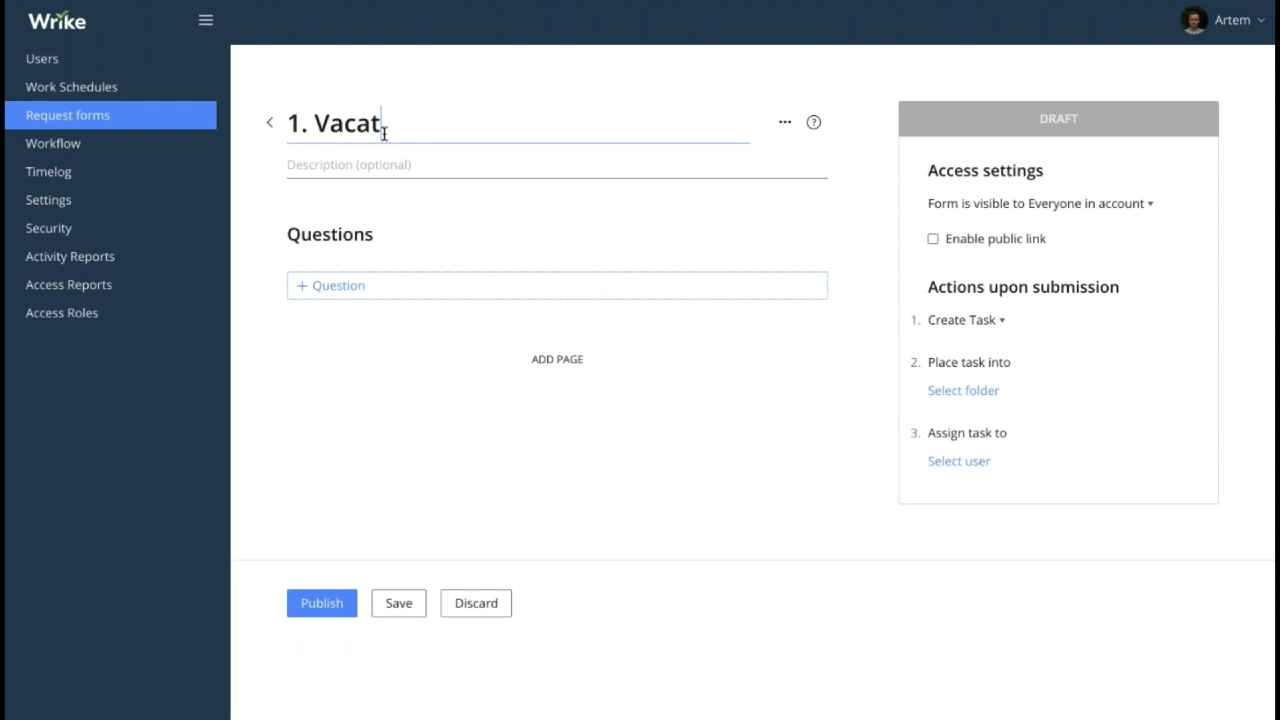 Wrike
Artem
Users
Work Schedules
Request forms
Workflow
Timelog
Settings
Security
Activity Reports
Access Reports
Access Roles
1. Vacat
Description (optional)
Questions
+ Question
ADD PAGE
Publish
Save
Discard
DRAFT
Access settings
Form is visible to Everyone in account
Enable public link
Actions upon submission
1. Create Task
2. Place task into
Select folder
3. Assign task to
Select user